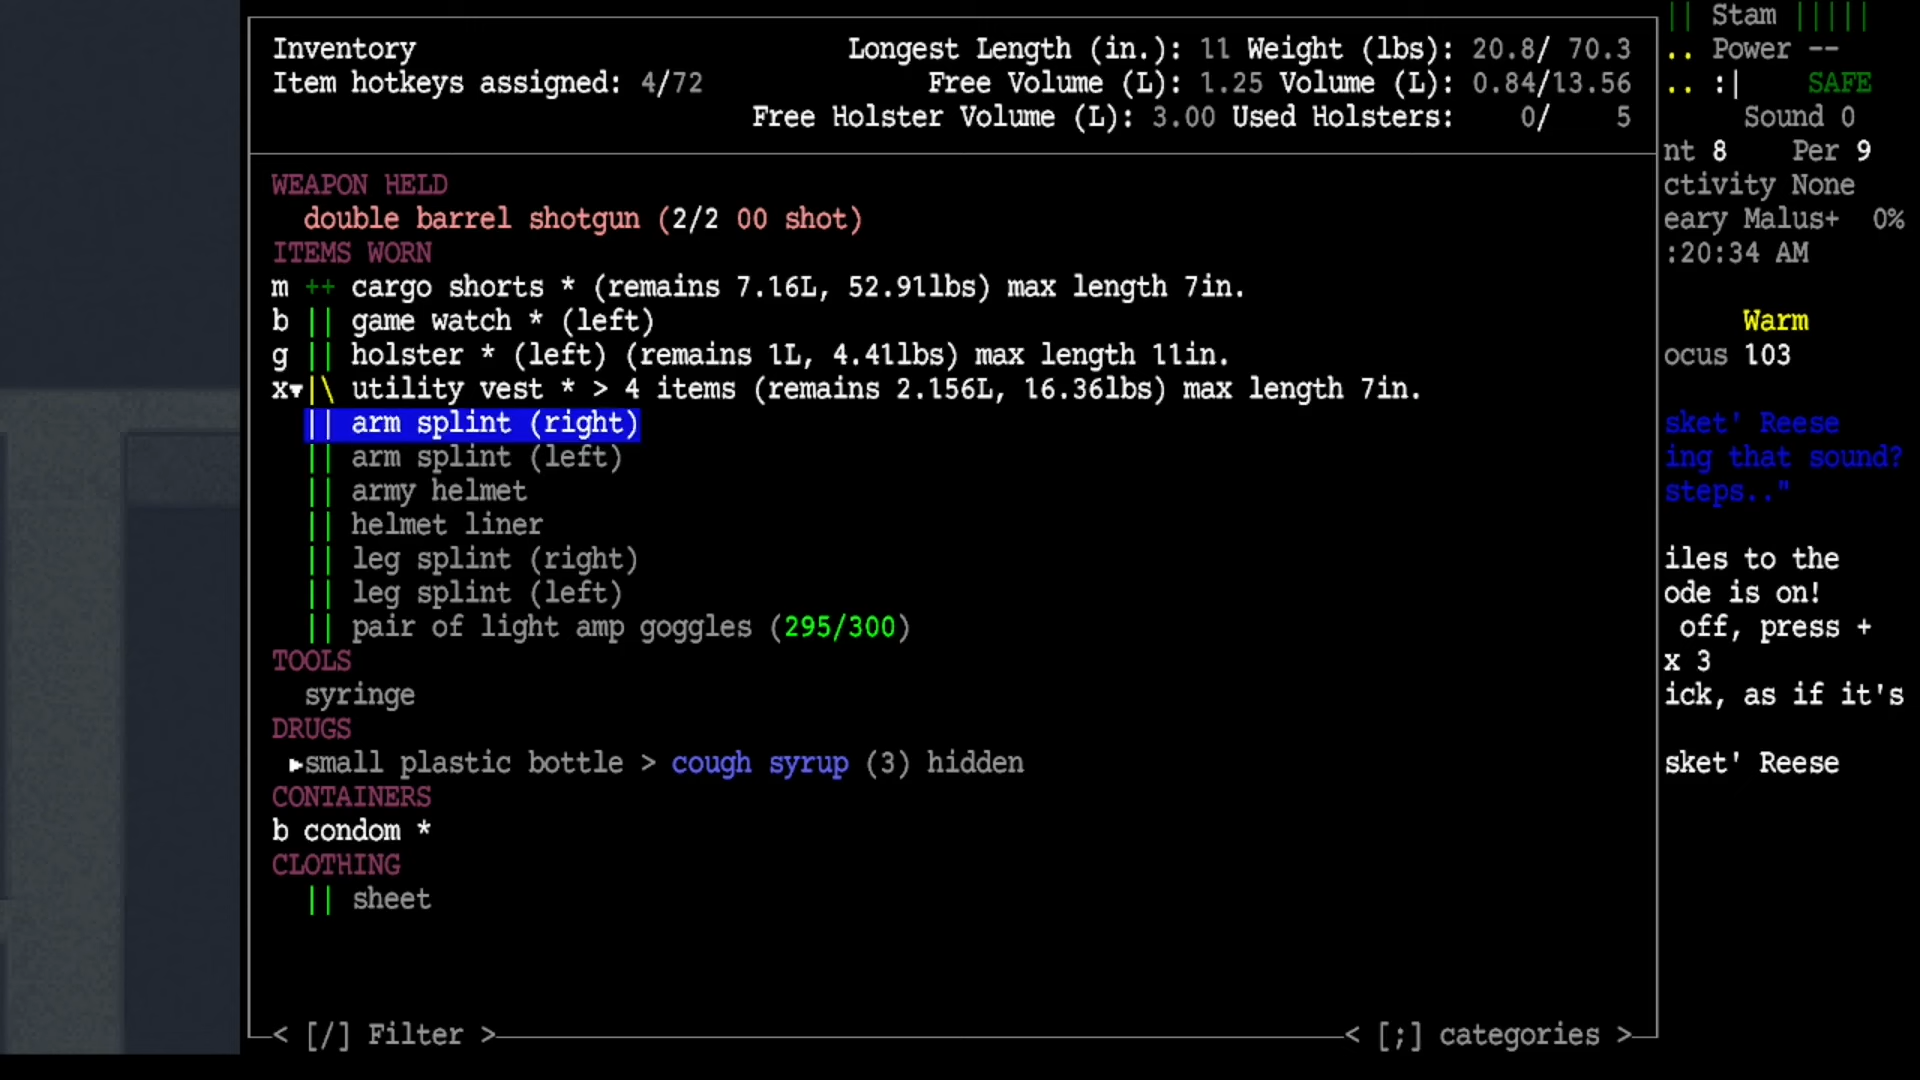 || Stam |||||
Inventory Longest Length (in.): 11 Weight (lbs): 20.8/ 70.3
.. Power --
Item hotkeys assigned: 4/72 Free Volume (L): 1.25 Volume (L): 0.84/13.56
.. :| SAFE
Free Holster Volume (L): 3.00 Used Holsters: 0/ 5
Sound 0
nt 8 Per 9
WEAPON HELD
ctivity None
double barrel shotgun (2/2 00 shot)
eary Malus+ 0%
ITEMS WORN
:20:34 AM
m ++ cargo shorts * (remains 7.16L, 52.91lbs) max length 7in.
b || game watch * (left)
Warm
g || holster * (left) (remains 1L, 4.41lbs) max length 11in.
ocus 103
x▾|\ utility vest * > 4 items (remains 2.156L, 16.36lbs) max length 7in.
|| arm splint (right)
sket' Reese
|| arm splint (left)
ing that sound?
|| army helmet
steps.."
|| helmet liner
|| leg splint (right)
iles to the
|| leg splint (left)
ode is on!
|| pair of light amp goggles (295/300)
off, press +
TOOLS
x 3
syringe
ick, as if it's
DRUGS
▸small plastic bottle > cough syrup (3) hidden
sket' Reese
CONTAINERS
b condom *
CLOTHING
|| sheet
< [/] Filter > < [;] categories >